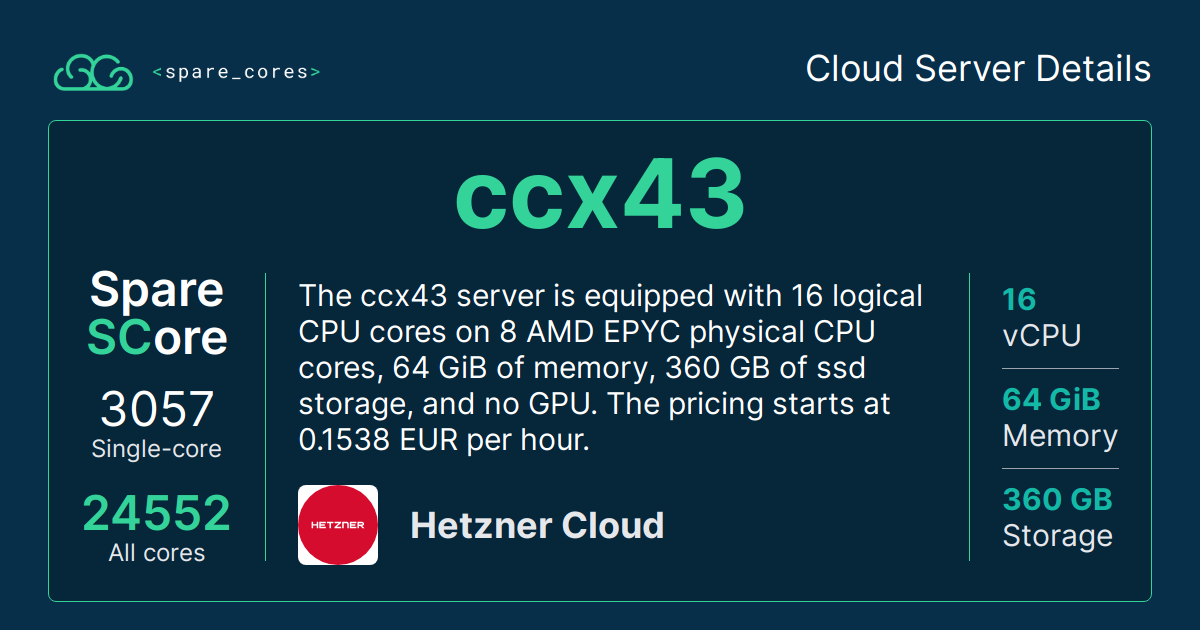 <spare_cores>
Cloud Server Details
ccx43
Spare
SCore
3057
Single-core
24552
All cores
The ccx43 server is equipped with 16 logical
CPU cores on 8 AMD EPYC physical CPU
cores, 64 GiB of memory, 360 GB of ssd
storage, and no GPU. The pricing starts at
0.1538 EUR per hour.
HETZNER
Hetzner Cloud
16
vCPU
64 GiB
Memory
360 GB
Storage